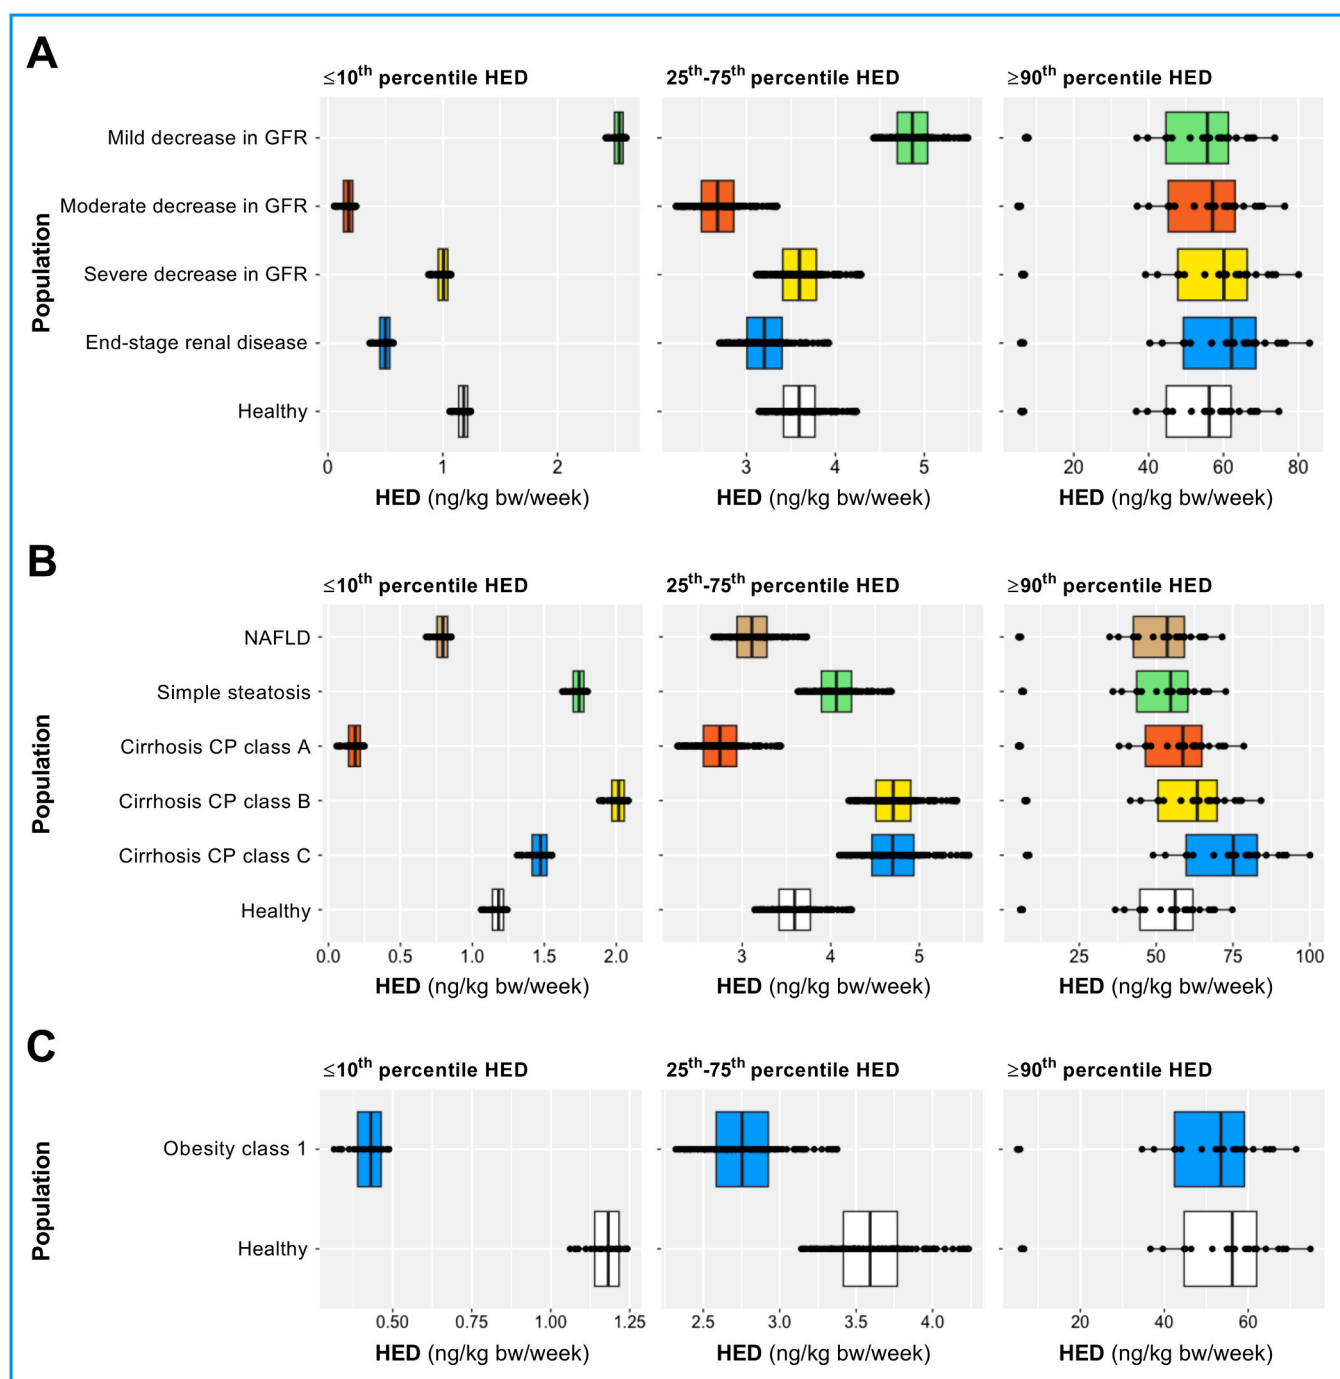 A
≤10th percentile HED
25th-75th percentile HED
≥90th percentile HED
Population
Mild decrease in GFR
Moderate decrease in GFR
Severe decrease in GFR
End-stage renal disease
Healthy
0 1 2
3 4 5
20 40 60 80
HED (ng/kg bw/week)
HED (ng/kg bw/week)
HED (ng/kg bw/week)
B
≤10th percentile HED
25th-75th percentile HED
≥90th percentile HED
Population
NAFLD
Simple steatosis
Cirrhosis CP class A
Cirrhosis CP class B
Cirrhosis CP class C
Healthy
0.0 0.5 1.0 1.5 2.0
3 4 5
25 50 75 100
HED (ng/kg bw/week)
HED (ng/kg bw/week)
HED (ng/kg bw/week)
C
≤10th percentile HED
25th-75th percentile HED
≥90th percentile HED
Population
Obesity class 1
Healthy
0.50 0.75 1.00 1.25
2.5 3.0 3.5 4.0
20 40 60
HED (ng/kg bw/week)
HED (ng/kg bw/week)
HED (ng/kg bw/week)